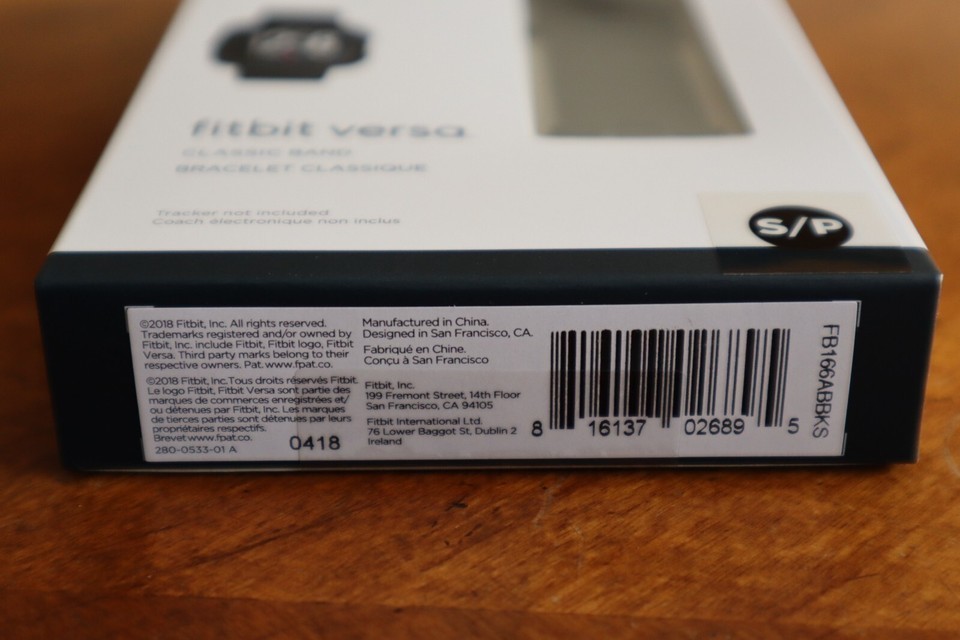 fitbit versa
CLASSIC BAND
BRACELET CLASSIQUE
Tracker not included
Coach électronique non inclus
S/P
©2018 Fitbit, Inc. All rights reserved.
Trademarks registered and/or owned by
Fitbit, Inc. include Fitbit, Fitbit logo, Fitbit
Versa. Third party marks belong to their
respective owners. Pat. www.fpat.co.
©2018 Fitbit, Inc. Tous droits réservés Fitbit.
Le logo Fitbit, Fitbit Versa sont partie des
marques de commerces enregistrées et/
ou détenues par Fitbit, Inc. Les marques
de tierces parties sont détenues par leurs
propriétaires respectifs.
Brevet www.fpat.co.
280-0533-01 A
0418
Manufactured in China.
Designed in San Francisco, CA.
Fabriqué en Chine.
Conçu à San Francisco
Fitbit, Inc.
199 Fremont Street, 14th Floor
San Francisco, CA 94105
Fitbit International Ltd.
76 Lower Baggot St, Dublin 2
Ireland
8 16137 02689 5
FB166ABBKS